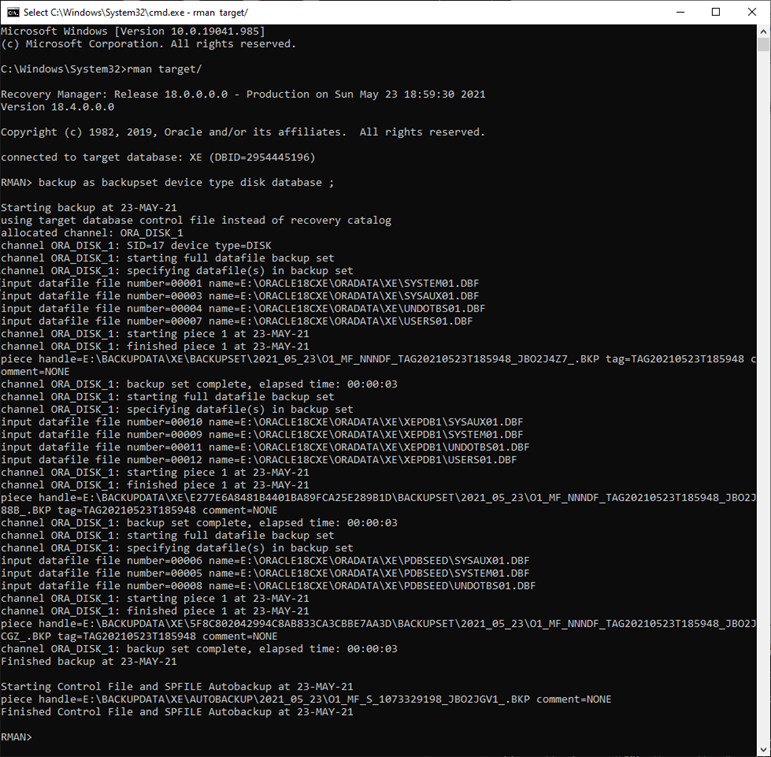 Select C:\Windows\System32\cmd.exe - rman target/
Microsoft Windows [Version 10.0.19041.985]
(c) Microsoft Corporation. All rights reserved.
C:\Windows\System32>rman target/
Recovery Manager: Release 18.0.0.0.0 - Production on Sun May 23 18:59:30 2021
Version 18.4.0.0.0
Copyright (c) 1982, 2019, Oracle and/or its affiliates.  All rights reserved.
connected to target database: XE (DBID=2954445196)
RMAN> backup as backupset device type disk database ;
Starting backup at 23-MAY-21
using target database control file instead of recovery catalog
allocated channel: ORA_DISK_1
channel ORA_DISK_1: SID=17 device type=DISK
channel ORA_DISK_1: starting full datafile backup set
channel ORA_DISK_1: specifying datafile(s) in backup set
input datafile file number=00001 name=E:\ORACLE18CXE\ORADATA\XE\SYSTEM01.DBF
input datafile file number=00003 name=E:\ORACLE18CXE\ORADATA\XE\SYSAUX01.DBF
input datafile file number=00004 name=E:\ORACLE18CXE\ORADATA\XE\UNDOTBS01.DBF
input datafile file number=00007 name=E:\ORACLE18CXE\ORADATA\XE\USERS01.DBF
channel ORA_DISK_1: starting piece 1 at 23-MAY-21
channel ORA_DISK_1: finished piece 1 at 23-MAY-21
piece handle=E:\BACKUPDATA\XE\BACKUPSET\2021_05_23\O1_MF_NNNDF_TAG20210523T185948_JBO2J4Z7_.BKP tag=TAG20210523T185948 c
omment=NONE
channel ORA_DISK_1: backup set complete, elapsed time: 00:00:03
channel ORA_DISK_1: starting full datafile backup set
channel ORA_DISK_1: specifying datafile(s) in backup set
input datafile file number=00010 name=E:\ORACLE18CXE\ORADATA\XE\XEPDB1\SYSAUX01.DBF
input datafile file number=00009 name=E:\ORACLE18CXE\ORADATA\XE\XEPDB1\SYSTEM01.DBF
input datafile file number=00011 name=E:\ORACLE18CXE\ORADATA\XE\XEPDB1\UNDOTBS01.DBF
input datafile file number=00012 name=E:\ORACLE18CXE\ORADATA\XE\XEPDB1\USERS01.DBF
channel ORA_DISK_1: starting piece 1 at 23-MAY-21
channel ORA_DISK_1: finished piece 1 at 23-MAY-21
piece handle=E:\BACKUPDATA\XE\E277E6A8481B4401BA89FCA25E289B1D\BACKUPSET\2021_05_23\O1_MF_NNNDF_TAG20210523T185948_JBO2J
88B_.BKP tag=TAG20210523T185948 comment=NONE
channel ORA_DISK_1: backup set complete, elapsed time: 00:00:03
channel ORA_DISK_1: starting full datafile backup set
channel ORA_DISK_1: specifying datafile(s) in backup set
input datafile file number=00006 name=E:\ORACLE18CXE\ORADATA\XE\PDBSEED\SYSAUX01.DBF
input datafile file number=00005 name=E:\ORACLE18CXE\ORADATA\XE\PDBSEED\SYSTEM01.DBF
input datafile file number=00008 name=E:\ORACLE18CXE\ORADATA\XE\PDBSEED\UNDOTBS01.DBF
channel ORA_DISK_1: starting piece 1 at 23-MAY-21
channel ORA_DISK_1: finished piece 1 at 23-MAY-21
piece handle=E:\BACKUPDATA\XE\5F8C802042994C8AB833CA3CBBE7AA3D\BACKUPSET\2021_05_23\O1_MF_NNNDF_TAG20210523T185948_JBO2J
CGZ_.BKP tag=TAG20210523T185948 comment=NONE
channel ORA_DISK_1: backup set complete, elapsed time: 00:00:03
Finished backup at 23-MAY-21
Starting Control File and SPFILE Autobackup at 23-MAY-21
piece handle=E:\BACKUPDATA\XE\AUTOBACKUP\2021_05_23\O1_MF_S_1073329198_JBO2JGV1_.BKP comment=NONE
Finished Control File and SPFILE Autobackup at 23-MAY-21
RMAN>